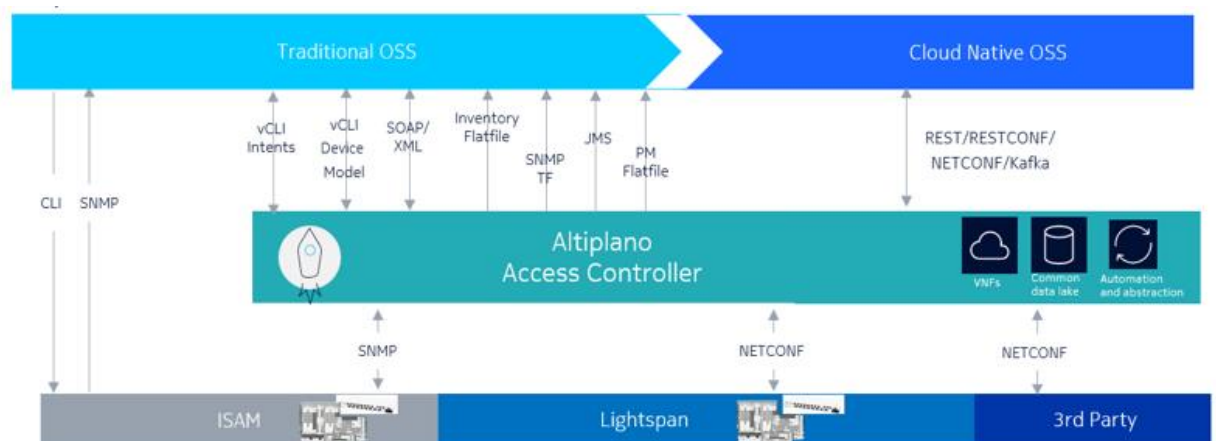 Traditional OSS
Cloud Native OSS
vCLI
Intents
vCLI
Device
Model
SOAP/
XML
Inventory
Flatfile
SNMP
TF
JMS
PM
Flatfile
REST/RESTCONF/
NETCONF/Kafka
CLI
SNMP
Altiplano
Access Controller
VNFs
Common
data lake
Automation
and abstraction
SNMP
NETCONF
NETCONF
ISAM
Lightspan
3rd Party